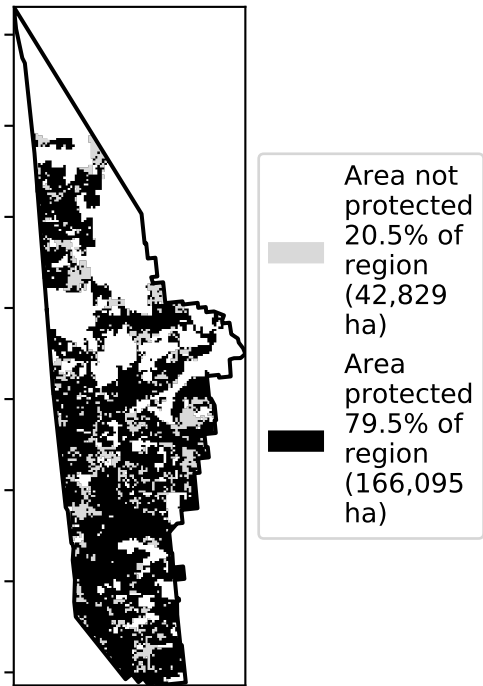 Area not
protected
20.5% of
region
(42,829
ha)
Area
protected
79.5% of
region
(166,095
ha)